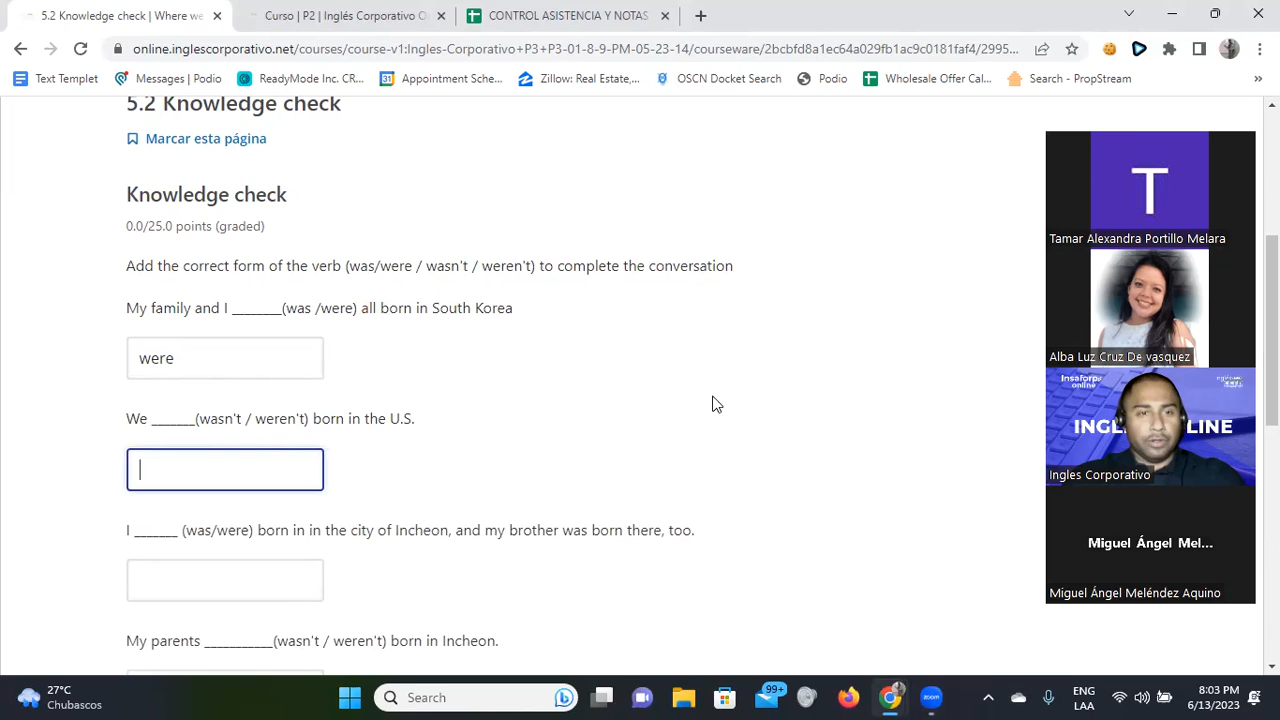 5.2 Knowledge check | Where we
Curso | P2 | Inglés Corporativo O
CONTROL ASISTENCIA Y NOTAS
online.inglescorporativo.net/courses/course-v1:Ingles-Corporativo+P3+P3-01-8-9-PM-05-23-14/courseware/2bcbfd8a1ec64a029fb1ac9c0181faf4/2995...
Text Templet
Messages | Podio
ReadyMode Inc. CR...
Appointment Sche...
Zillow: Real Estate,...
OSCN Docket Search
Podio
Wholesale Offer Cal...
Search - PropStream
»
5.2 Knowledge check
Marcar esta página
Knowledge check
0.0/25.0 points (graded)
Add the correct form of the verb (was/were / wasn't / weren't) to complete the conversation
My family and I ________(was /were) all born in South Korea
were
We _______(wasn't / weren't) born in the U.S.
I _______ (was/were) born in in the city of Incheon, and my brother was born there, too.
My parents ___________(wasn't / weren't) born in Incheon.
T
Tamar Alexandra Portillo Melara
Alba Luz Cruz De vasquez
Insaforp
online
Ingles Corporativo
Miguel Ángel Mel...
Miguel Ángel Meléndez Aquino
27°C
Chubascos
Search
99+
ENG
LAA
8:03 PM
6/13/2023